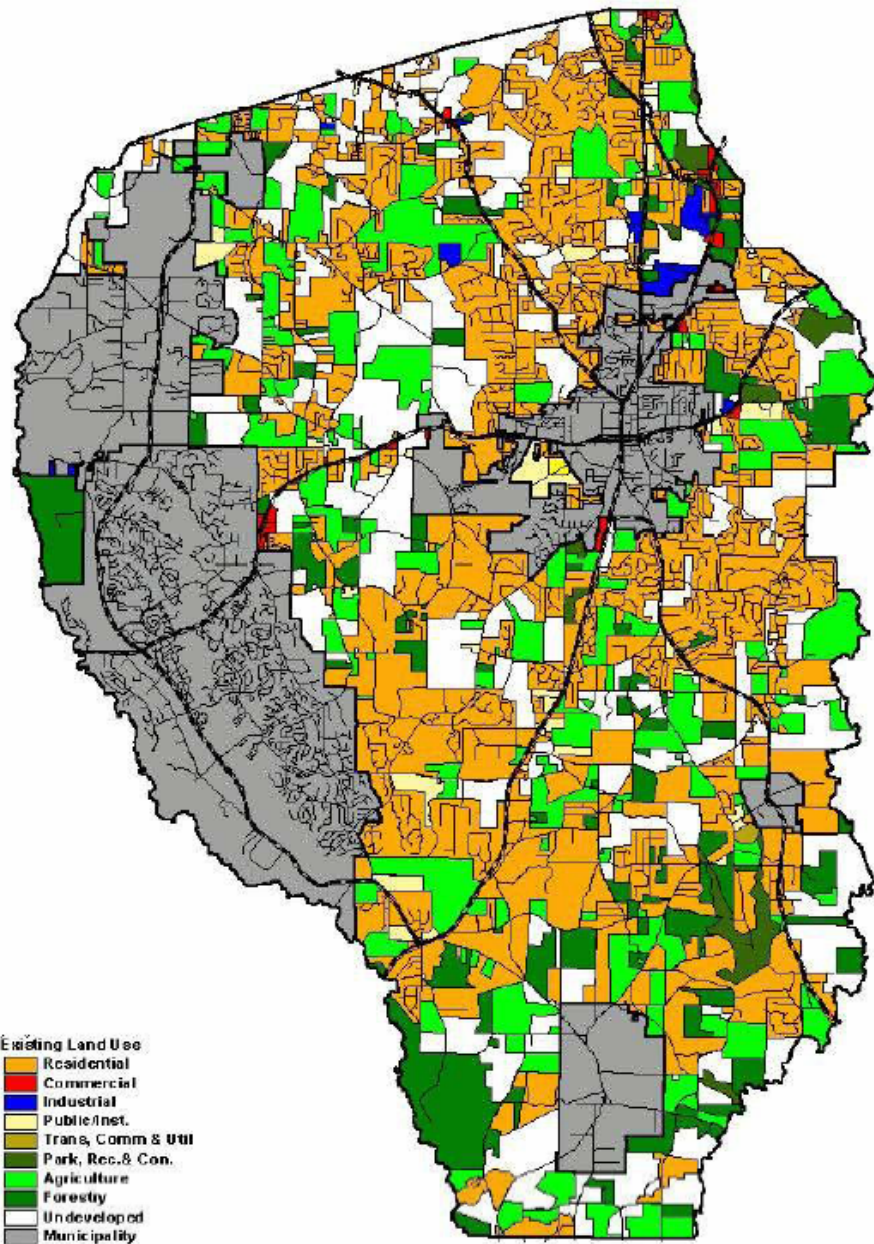 Existing Land Use
Residential
Commercial
Industrial
Public/Inst.
Trans, Comm & Util
Park, Rec.& Con.
Agriculture
Forestry
Undeveloped
Municipality